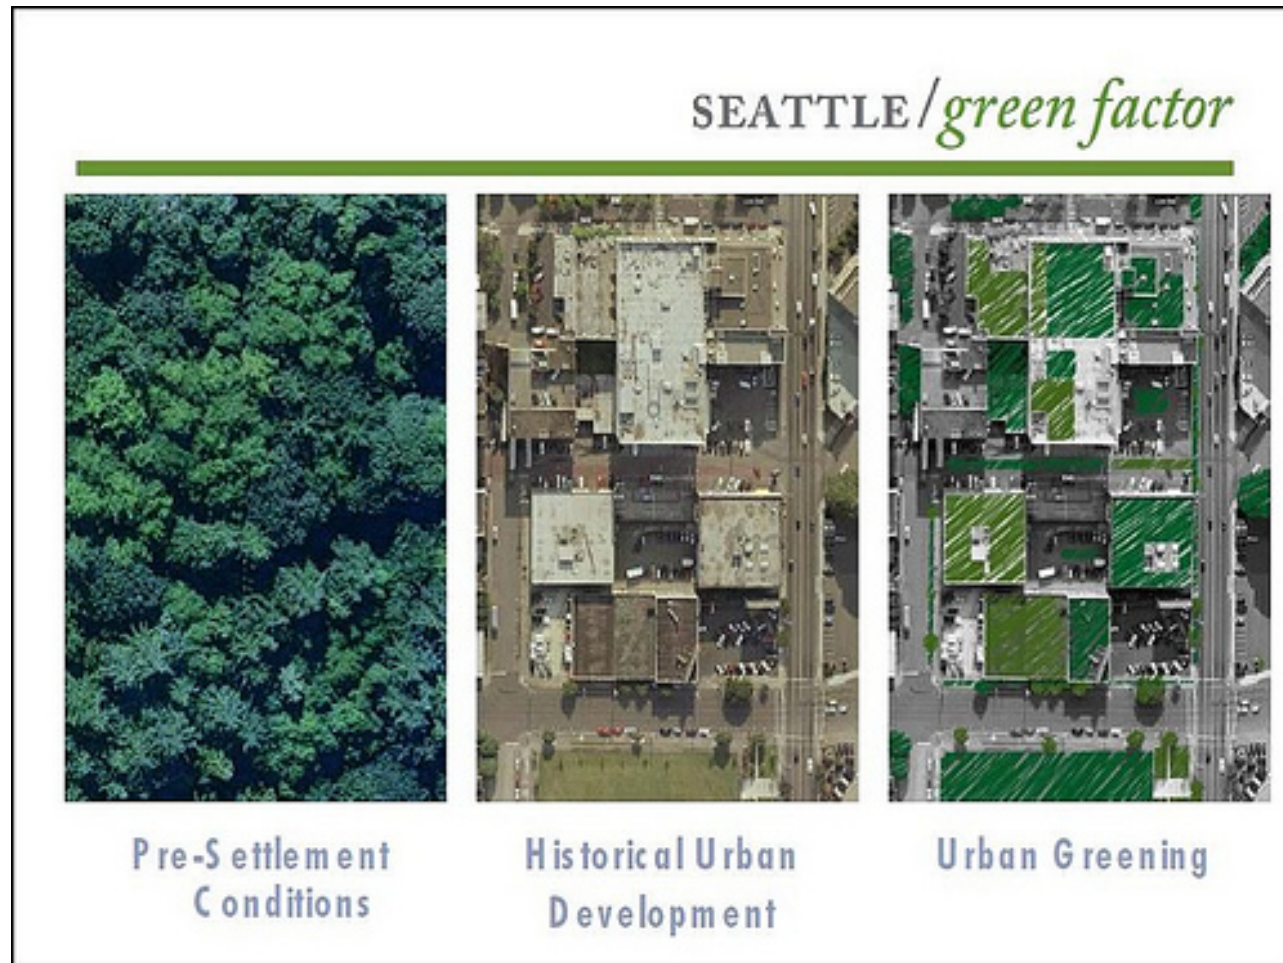 SEATTLE/green factor
Pre-Settlement
Conditions
Historical Urban
Development
Urban Greening